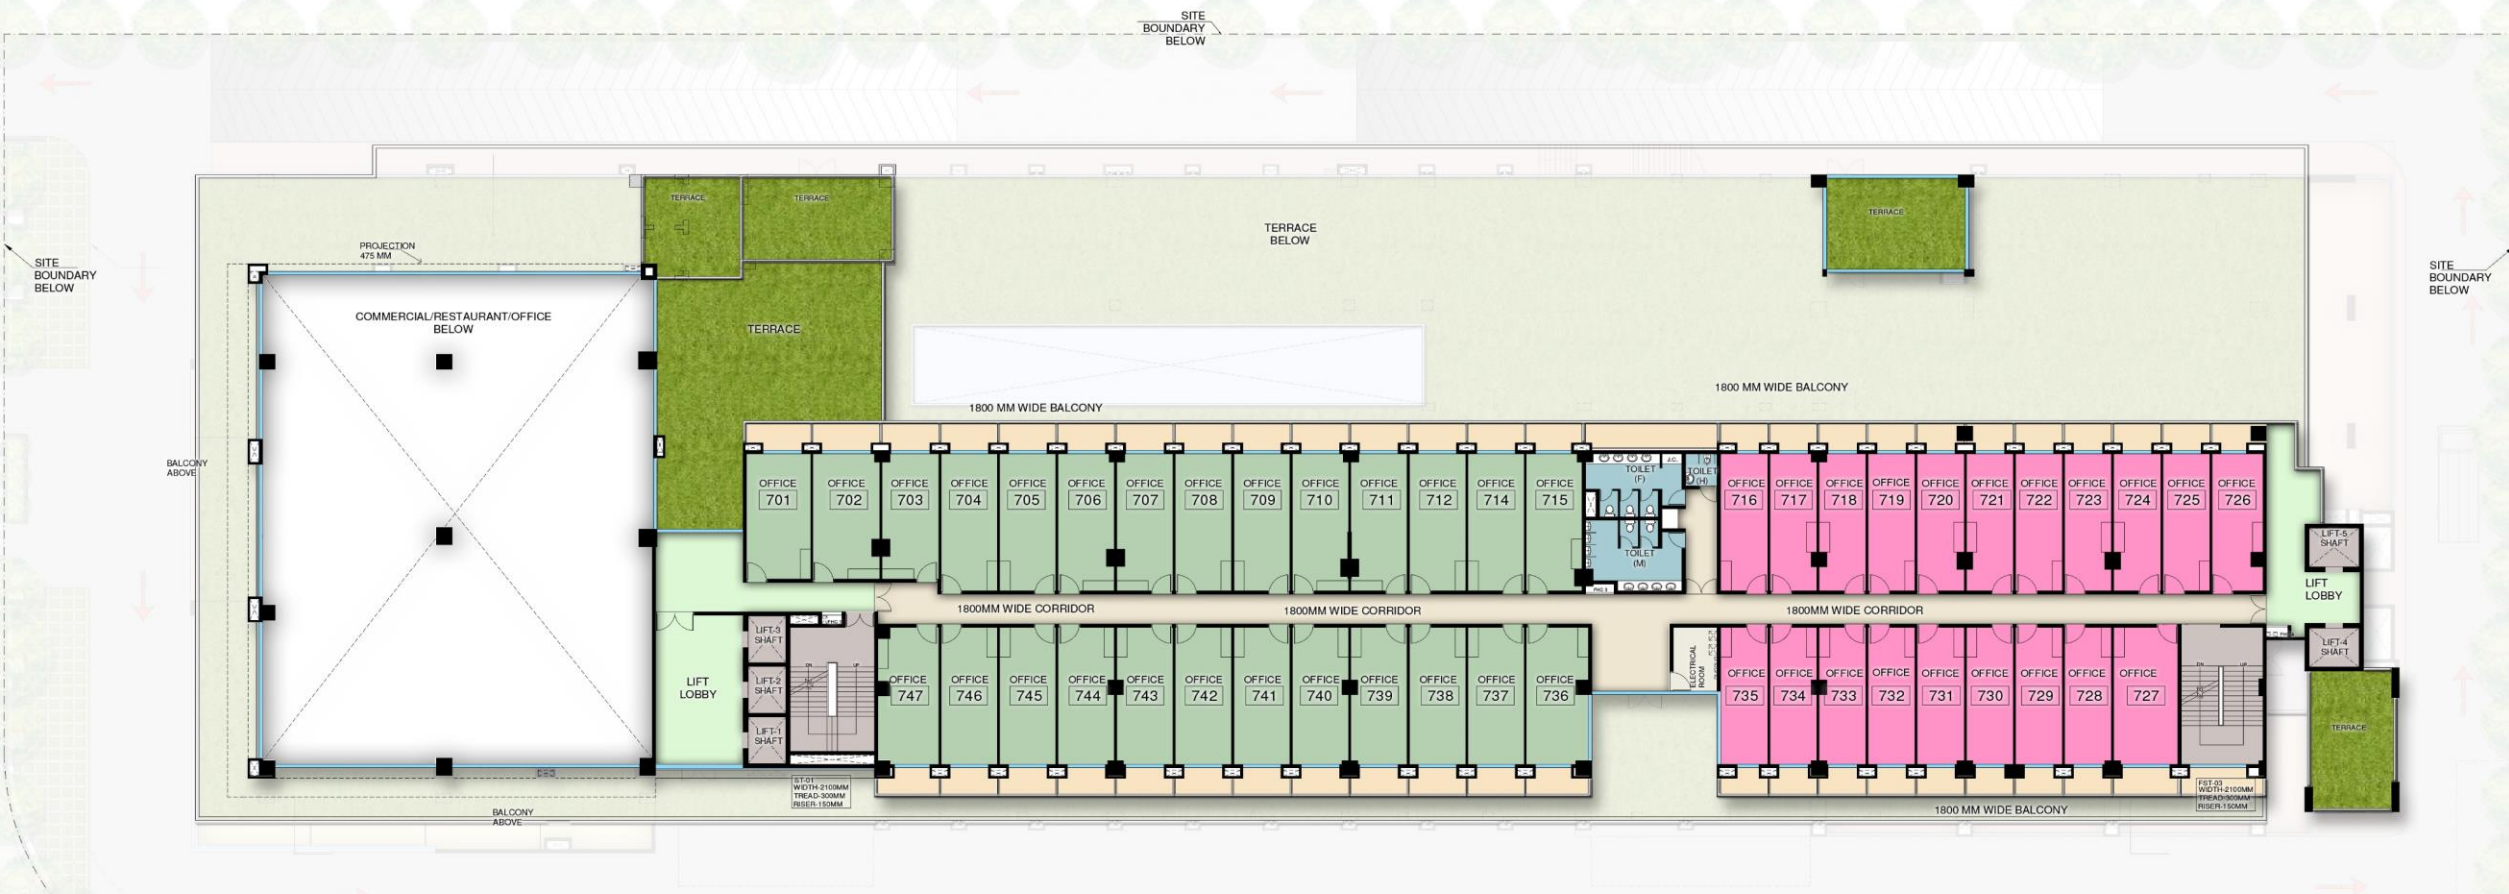 SITE
BOUNDARY
BELOW
TERRACE
TERRACE
TERRACE
TERRACE
BELOW
PROJECTION
475 MM
SITE
BOUNDARY
BELOW
SITE
BOUNDARY
BELOW
COMMERCIAL/RESTAURANT/OFFICE
BELOW
TERRACE
1800 MM WIDE BALCONY
1800 MM WIDE BALCONY
BALCONY
ABOVE
OFFICE
701
OFFICE
702
OFFICE
703
OFFICE
704
OFFICE
705
OFFICE
706
OFFICE
707
OFFICE
708
OFFICE
709
OFFICE
710
OFFICE
711
OFFICE
712
OFFICE
714
OFFICE
715
TOILET
(F)
J.C.
TOILET
(H)
TOILET
(M)
OFFICE
716
OFFICE
717
OFFICE
718
OFFICE
719
OFFICE
720
OFFICE
721
OFFICE
722
OFFICE
723
OFFICE
724
OFFICE
725
OFFICE
726
LIFT-5
SHAFT
LIFT
LOBBY
LIFT-4
SHAFT
1800MM WIDE CORRIDOR
1800MM WIDE CORRIDOR
1800MM WIDE CORRIDOR
LIFT
LOBBY
LIFT-3
SHAFT
LIFT-2
SHAFT
LIFT-1
SHAFT
DN
UP
OFFICE
747
OFFICE
746
OFFICE
745
OFFICE
744
OFFICE
743
OFFICE
742
OFFICE
741
OFFICE
740
OFFICE
739
OFFICE
738
OFFICE
737
OFFICE
736
ELECTRICAL
ROOM
OFFICE
735
OFFICE
734
OFFICE
733
OFFICE
732
OFFICE
731
OFFICE
730
OFFICE
729
OFFICE
728
OFFICE
727
DN
UP
TERRACE
ST-01
WIDTH-2100MM
TREAD-300MM
RISER-150MM
FST-03
WIDTH-2100MM
TREAD-300MM
RISER-150MM
BALCONY
ABOVE
1800 MM WIDE BALCONY